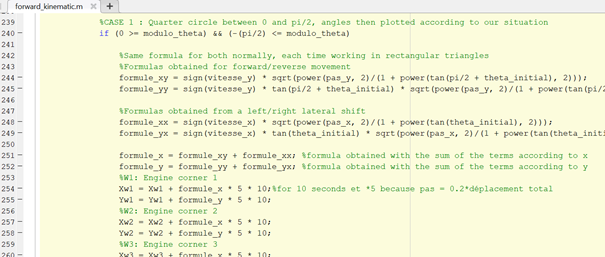 forward_kinematic.m
239 %CASE 1 : Quarter circle between 0 and pi/2, angles then plotted according to our situation
240 if (0 >= modulo_theta) && (-(pi/2) <= modulo_theta)
241
242 %Same formula for both normally, each time working in rectangular triangles
243 %Formulas obtained for forward/reverse movement
244 formule_xy = sign(vitesse_y) * sqrt(power(pas_y, 2)/(1 + power(tan(pi/2 + theta_initial), 2)));
245 formule_yy = sign(vitesse_y) * tan(pi/2 + theta_initial) * sqrt(power(pas_y, 2)/(1 + power(tan(pi/2
246
247 %Formulas obtained from a left/right lateral shift
248 formule_xx = sign(vitesse_x) * sqrt(power(pas_x, 2)/(1 + power(tan(theta_initial), 2)));
249 formule_yx = sign(vitesse_x) * tan(theta_initial) * sqrt(power(pas_x, 2)/(1 + power(tan(theta_initi
250
251 formule_x = formule_xy + formule_xx; %formula obtained with the sum of the terms according to x
252 formule_y = formule_yy + formule_yx; %formula obtained with the sum of the terms according to y
253 %W1: Engine corner 1
254 Xw1 = Xw1 + formule_x * 5 * 10;%for 10 seconds et *5 because pas = 0.2*déplacement total
255 Yw1 = Yw1 + formule_y * 5 * 10;
256 %W2: Engine corner 2
257 Xw2 = Xw2 + formule_x * 5 * 10;
258 Yw2 = Yw2 + formule_y * 5 * 10;
259 %W3: Engine corner 3
260 Xw3 = Xw3 + formule_x * 5 * 10;